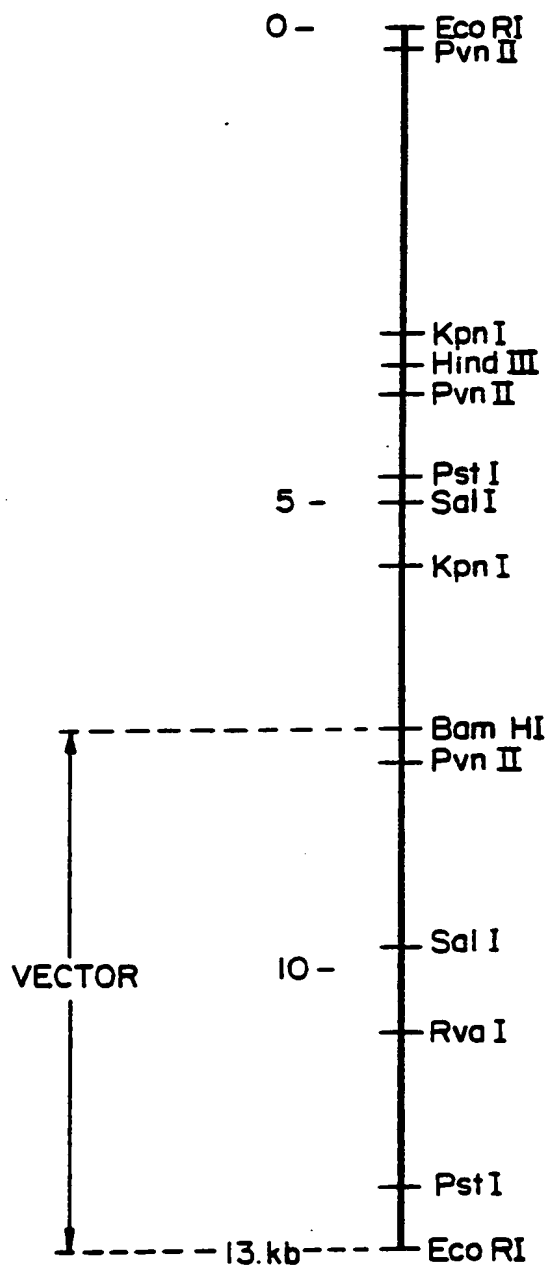 0 – Eco RI
Pvn II
Kpn I
Hind III
Pvn II
Pst I
5 – Sal I
Kpn I
Bam HI
Pvn II
Sal I
VECTOR 10 –
Rva I
Pst I
13.kb Eco RI